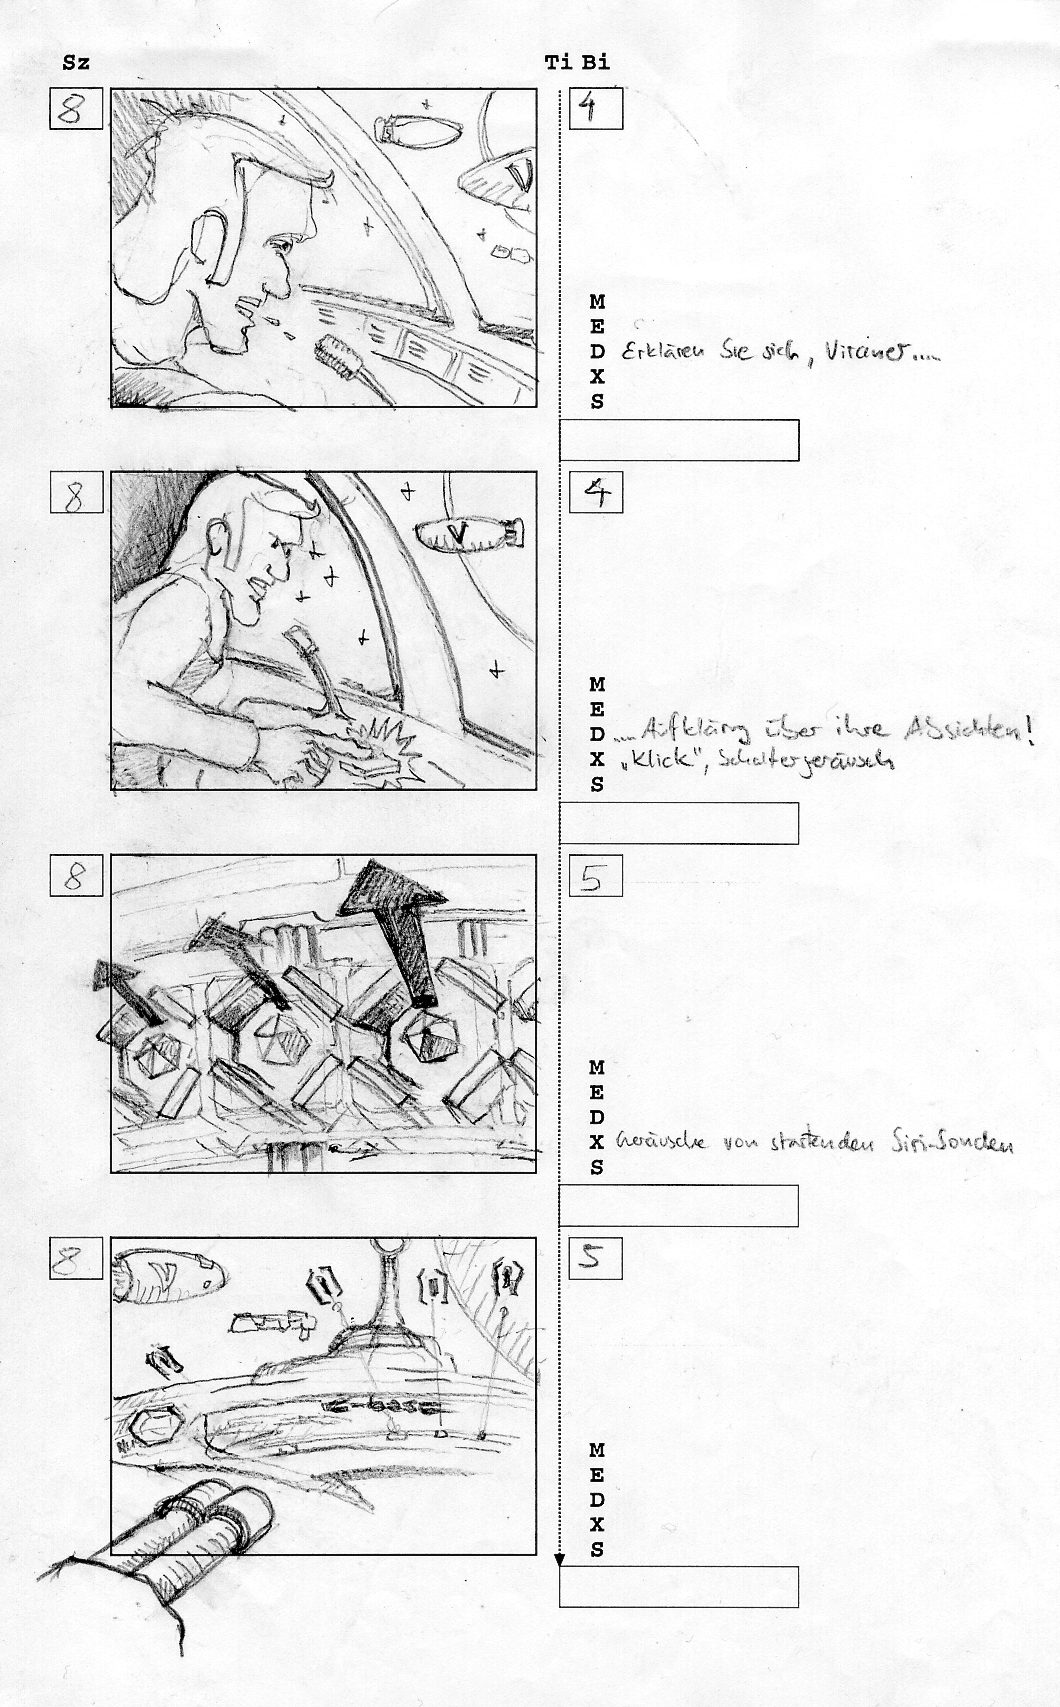 Sz Ti Bi
8 4
V
M
E
D Erklären Sie sich, Viraner....
X
S
8 4
V
M
E
D ... Aufklärng über ihre Absichten!
X „Klick“, Schaltergeräusch
S
8 5
M
E
D
X Geräusche von startenden Siri-Sonden
S
8 5
V
M
E
D
X
S